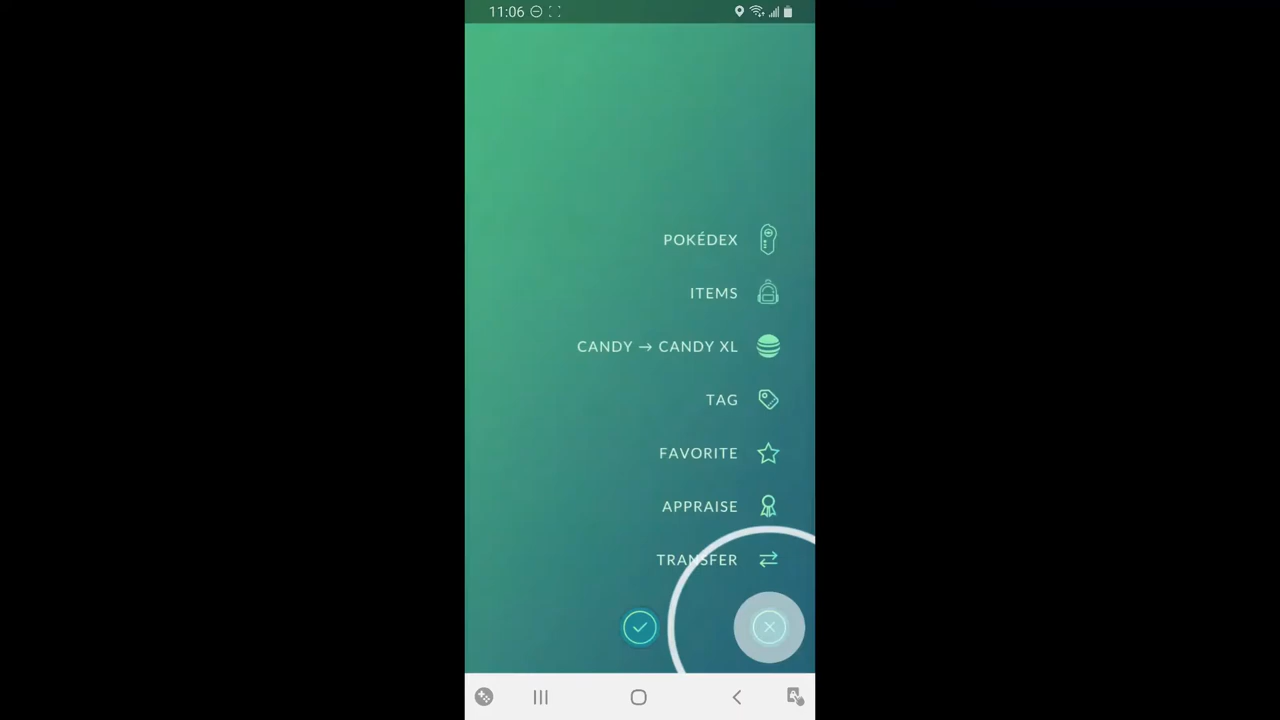 11:06
POKÉDEX
ITEMS
CANDY → CANDY XL
TAG
FAVORITE
APPRAISE
TRANSFER